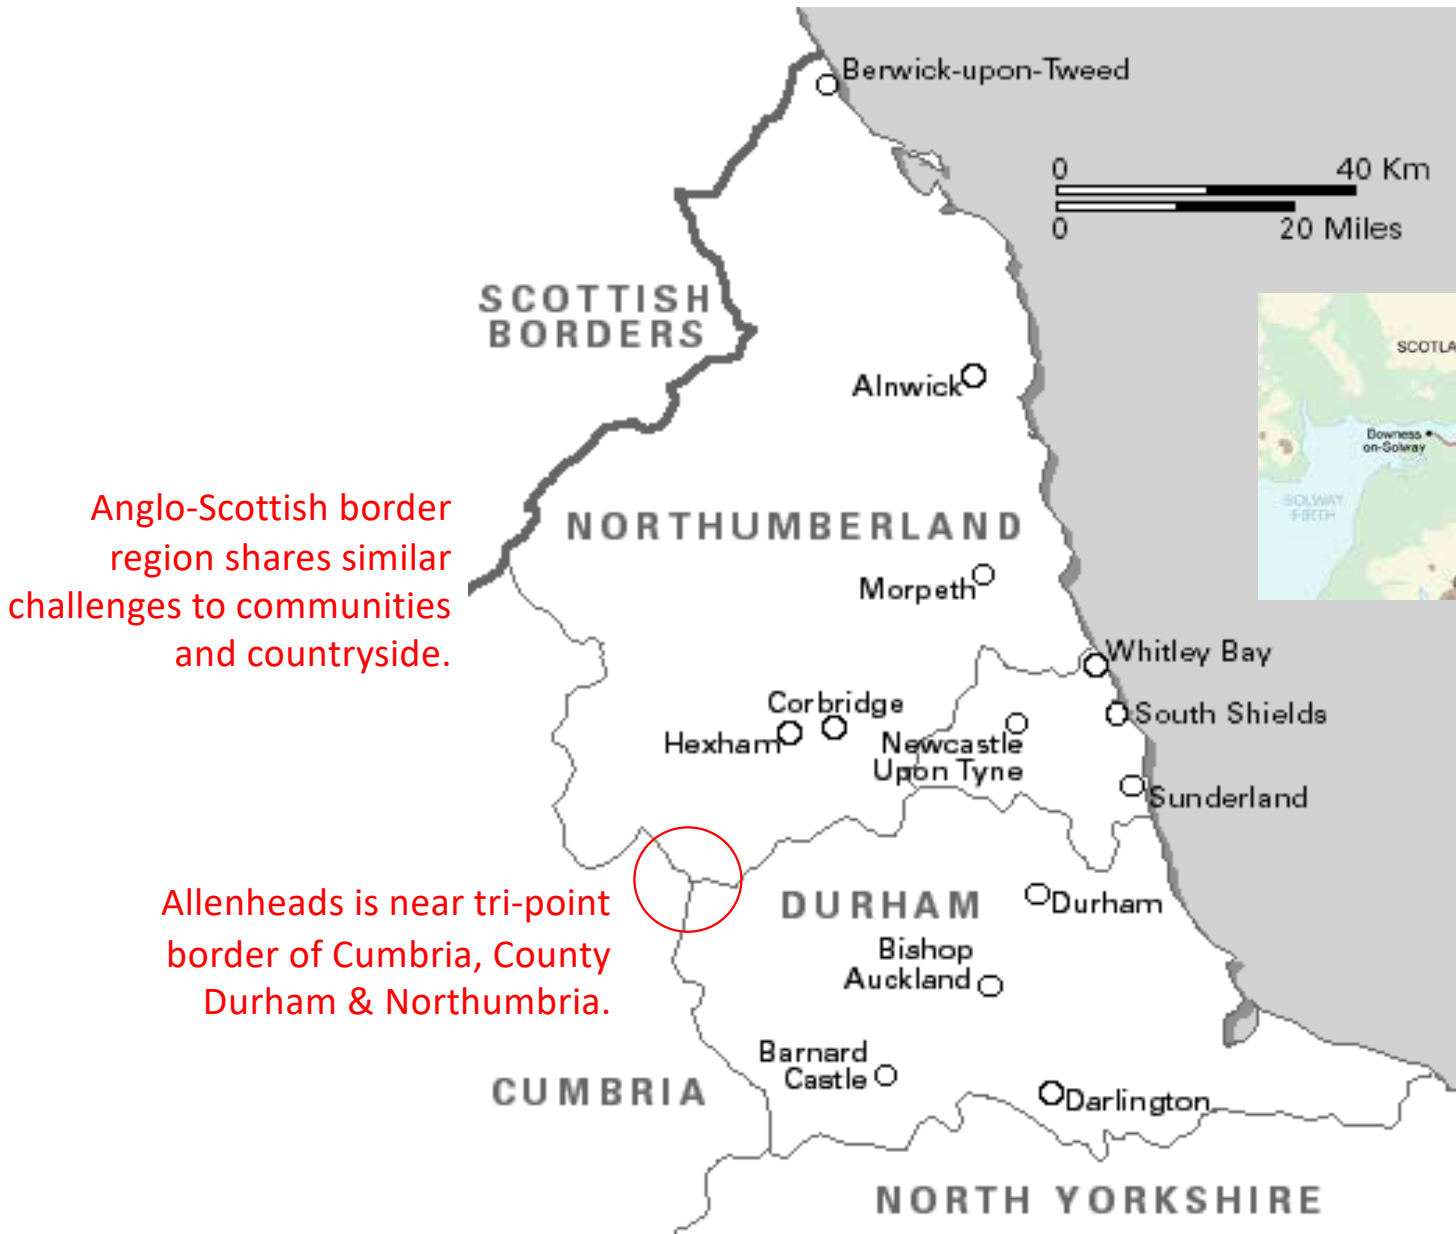 Berwick-upon-Tweed
0 40 Km
0 20 Miles
SCOTTISH
BORDERS
SCOTLA
Alnwick
Bowness
on-Solway
SOLWAY
FIRTH
Anglo-Scottish border
region shares similar
challenges to communities
and countryside.
NORTHUMBERLAND
Morpeth
Whitley Bay
Corbridge
South Shields
Hexham
Newcastle
Upon Tyne
Sunderland
Allenheads is near tri-point
border of Cumbria, County
Durham & Northumbria.
DURHAM
Durham
Bishop
Auckland
Barnard
Castle
CUMBRIA
Darlington
NORTH YORKSHIRE